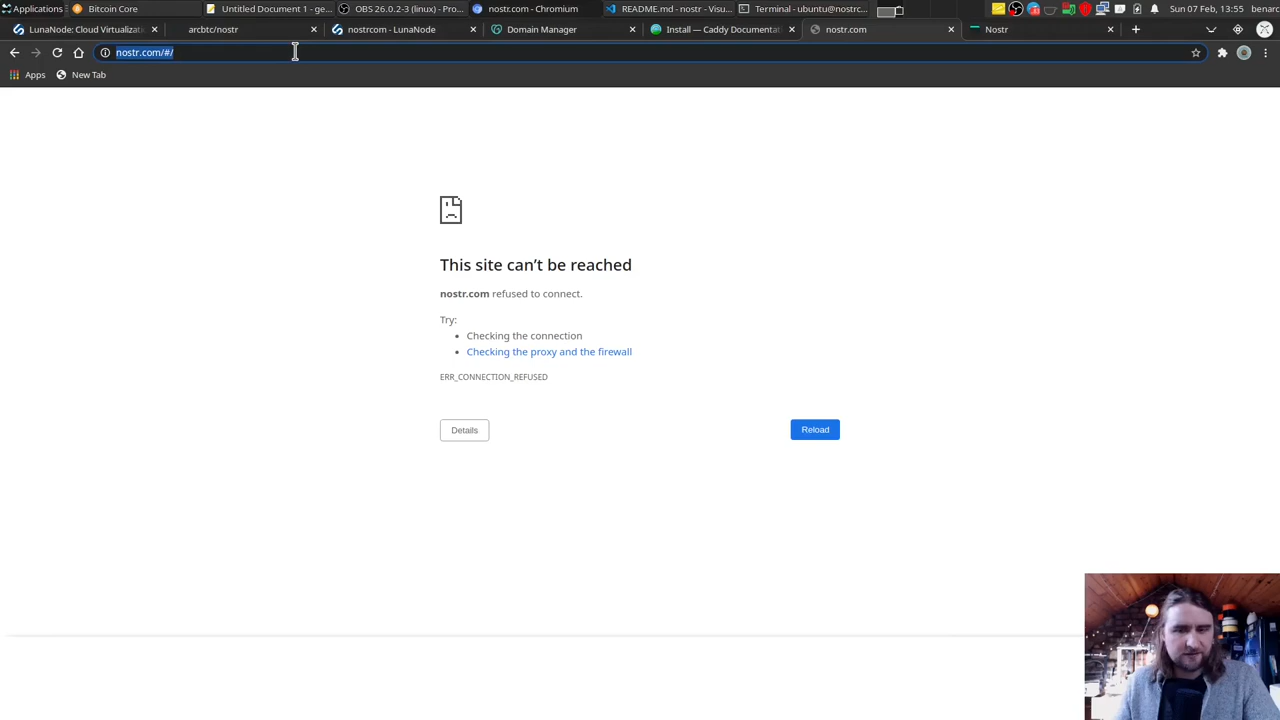 Applications
Bitcoin Core
Untitled Document 1 - ge...
OBS 26.0.2-3 (linux) - Pro...
nostr.com - Chromium
README.md - nostr - Visu...
Terminal - ubuntu@nostrc...
Sun 07 Feb, 13:55 benarc
LunaNode: Cloud Virtualizati
arcbtc/nostr
nostrcom - LunaNode
Domain Manager
Install — Caddy Documentat
nostr.com
Nostr
nostr.com/#/
Apps
New Tab
This site can’t be reached
nostr.com refused to connect.
Try:
• Checking the connection
• Checking the proxy and the firewall
ERR_CONNECTION_REFUSED
Details
Reload